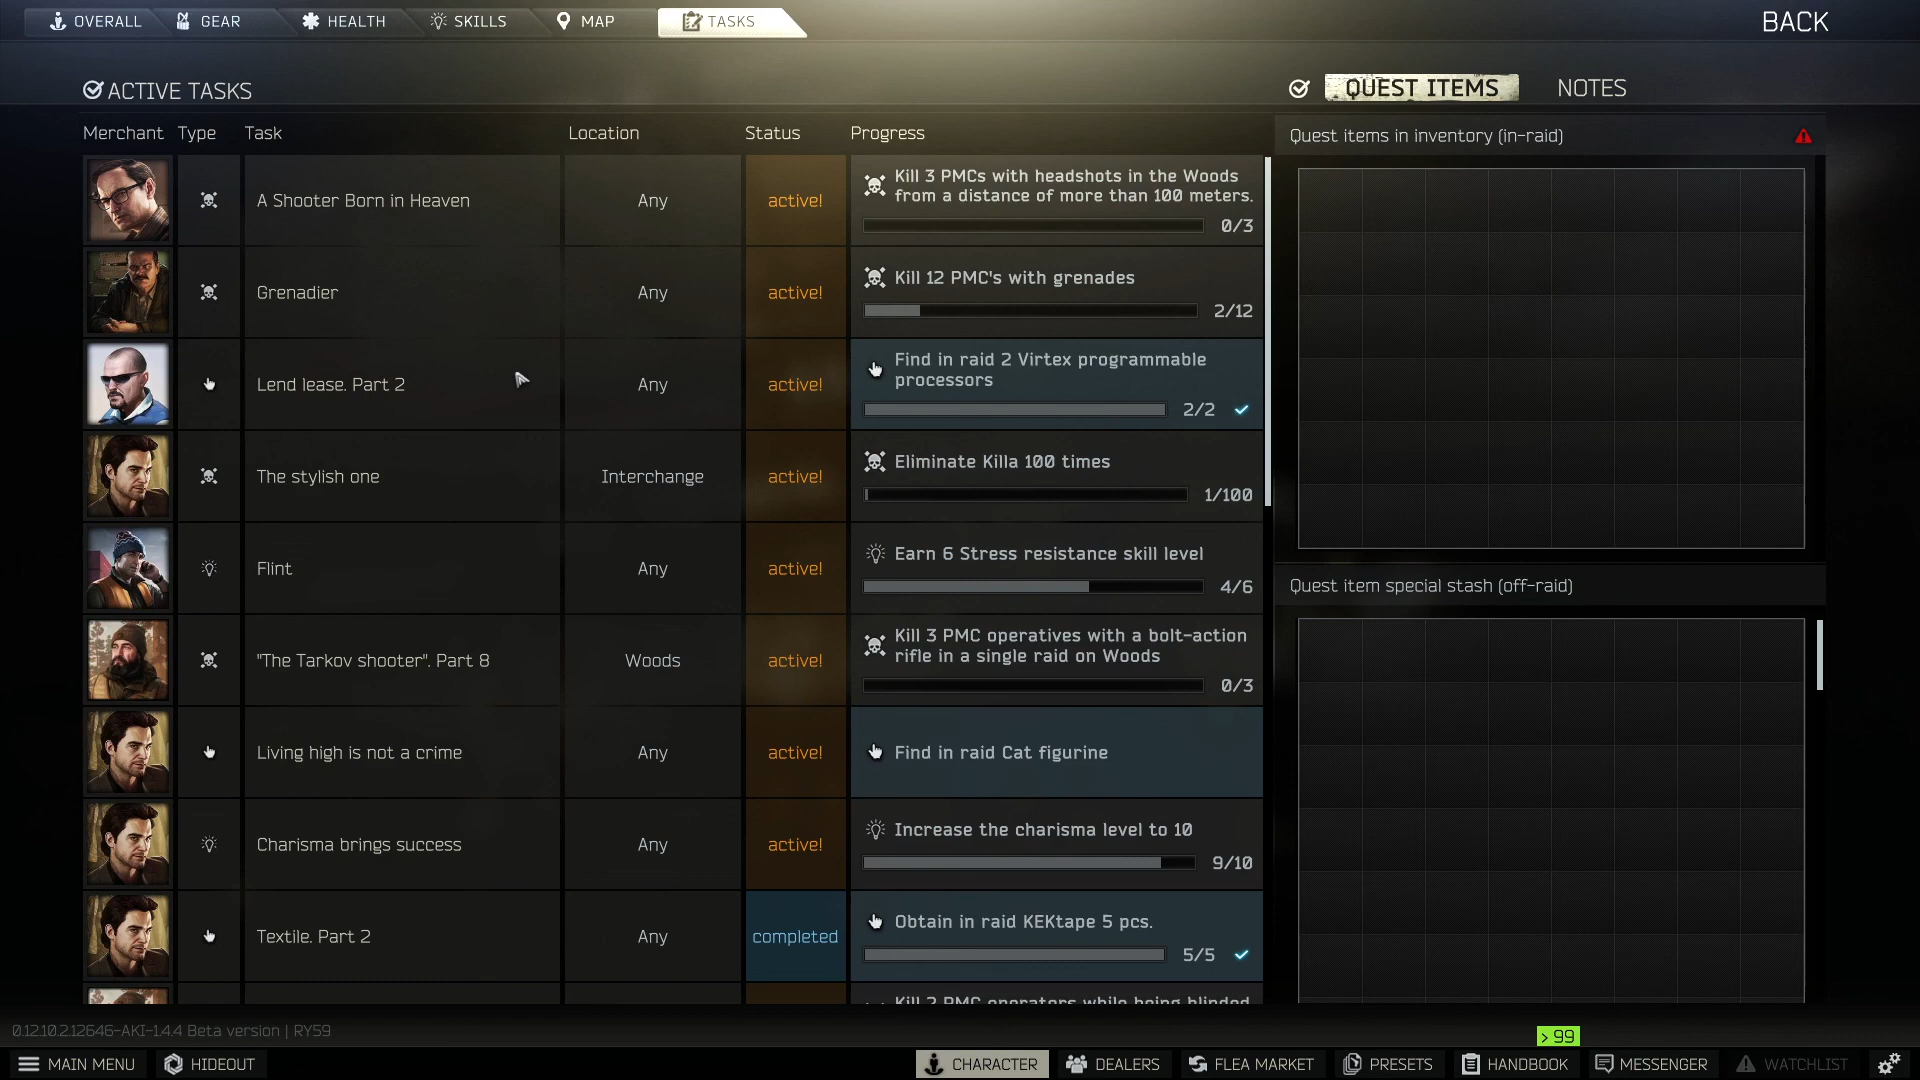 OVERALL GEAR HEALTH SKILLS MAP TASKS BACK
ACTIVE TASKS
QUEST ITEMS NOTES
Merchant Type Task Location Status Progress
A Shooter Born in Heaven Any active!
Kill 3 PMCs with headshots in the Woods
from a distance of more than 100 meters.
0/3
Grenadier Any active!
Kill 12 PMC's with grenades
2/12
Lend lease. Part 2 Any active!
Find in raid 2 Virtex programmable
processors
2/2
The stylish one Interchange active!
Eliminate Killa 100 times
1/100
Flint Any active!
Earn 6 Stress resistance skill level
4/6
"The Tarkov shooter". Part 8 Woods active!
Kill 3 PMC operatives with a bolt-action
rifle in a single raid on Woods
0/3
Living high is not a crime Any active!
Find in raid Cat figurine
Charisma brings success Any active!
Increase the charisma level to 10
9/10
Textile. Part 2 Any completed
Obtain in raid KEKtape 5 pcs.
5/5
Kill 2 PMC operators while being blinded
Quest items in inventory (in-raid)
Quest item special stash (off-raid)
0.12.10.2.12646-AKI-1.4.4 Beta version | RY59
> 99
MAIN MENU HIDEOUT CHARACTER DEALERS FLEA MARKET PRESETS HANDBOOK MESSENGER WATCHLIST